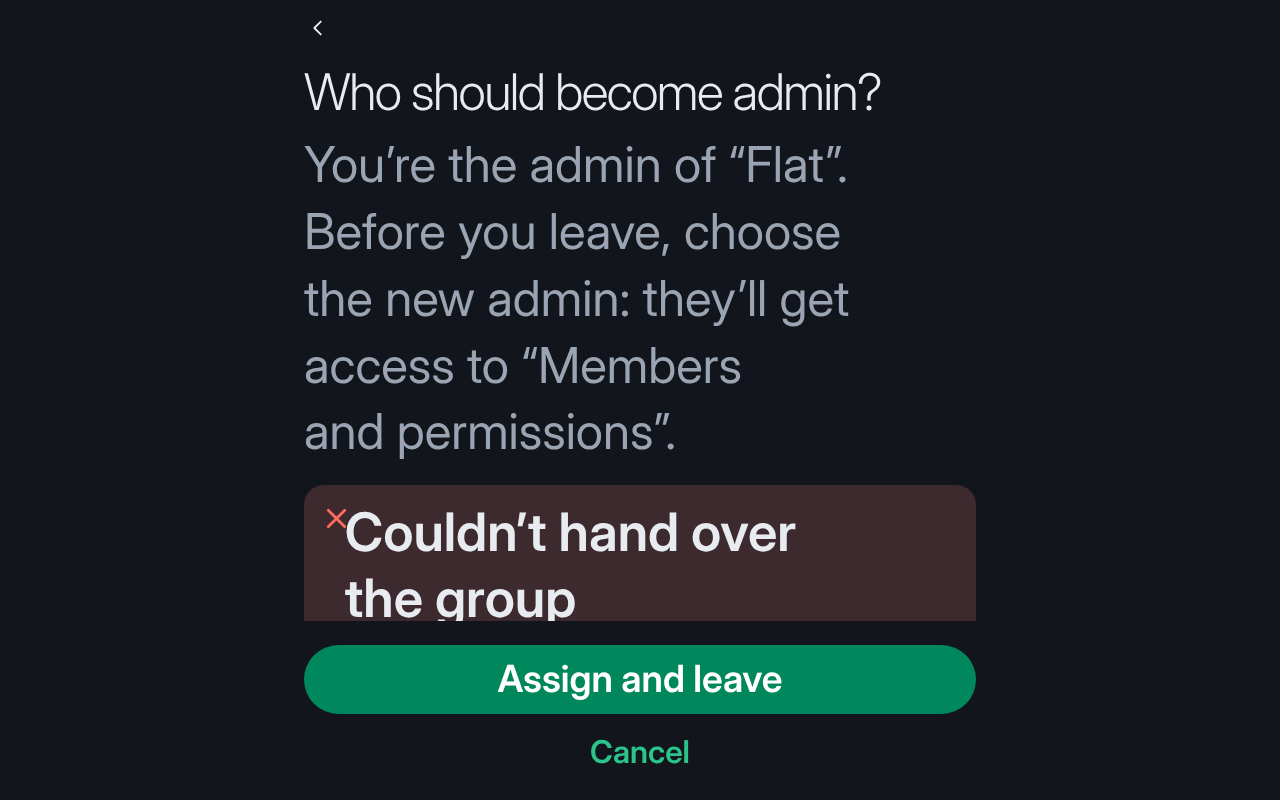 Who should become admin?
You’re the admin of “Flat”.
Before you leave, choose
the new admin: they’ll get
access to “Members
and permissions”.
Couldn’t hand over
the group
Assign and leave
Cancel